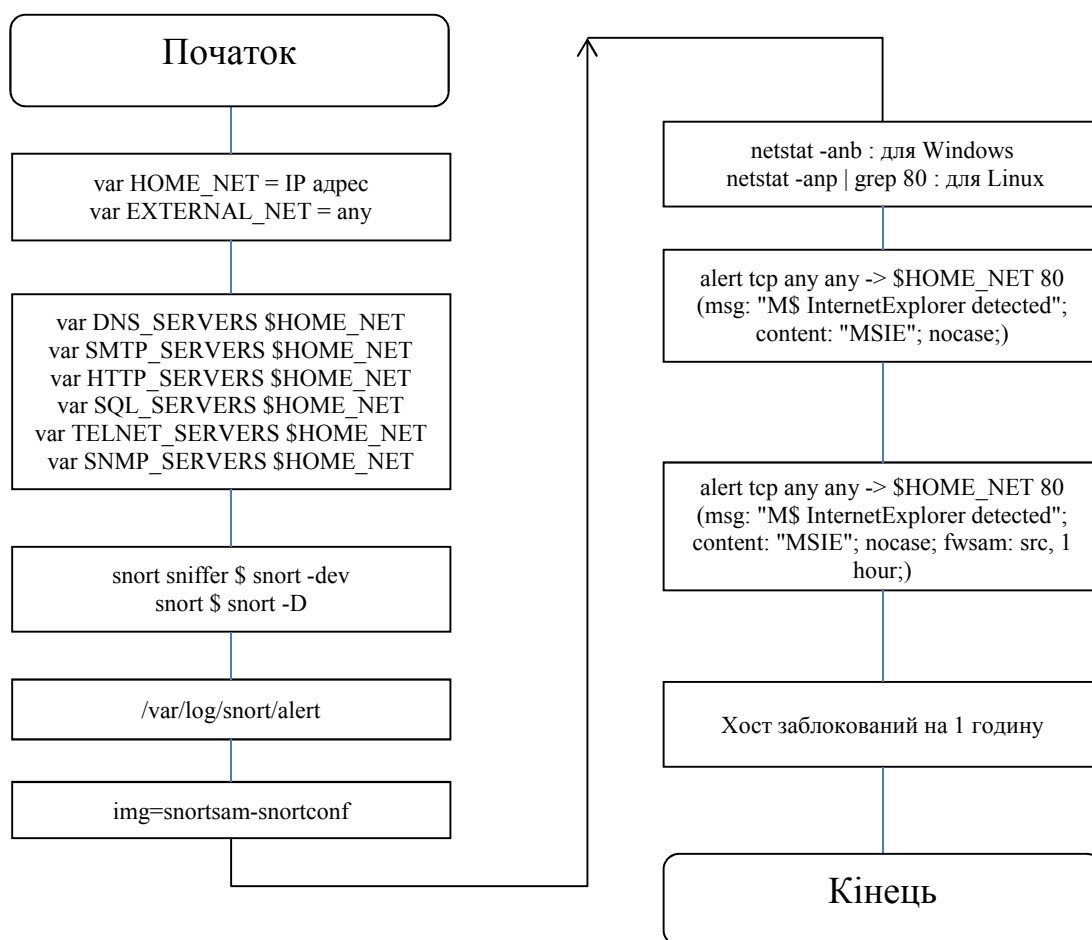 Початок
var HOME_NET = IP адрес
var EXTERNAL_NET = any
var DNS_SERVERS $HOME_NET
var SMTP_SERVERS $HOME_NET
var HTTP_SERVERS $HOME_NET
var SQL_SERVERS $HOME_NET
var TELNET_SERVERS $HOME_NET
var SNMP_SERVERS $HOME_NET
snort sniffer $ snort -dev
snort $ snort -D
/var/log/snort/alert
img=snortsam-snortconf
netstat -anb : для Windows
netstat -anp | grep 80 : для Linux
alert tcp any any -> $HOME_NET 80
(msg: "M$ InternetExplorer detected";
content: "MSIE"; nocase;)
alert tcp any any -> $HOME_NET 80
(msg: "M$ InternetExplorer detected";
content: "MSIE"; nocase; fwsam: src, 1
hour;)
Хост заблокований на 1 годину
Кінець